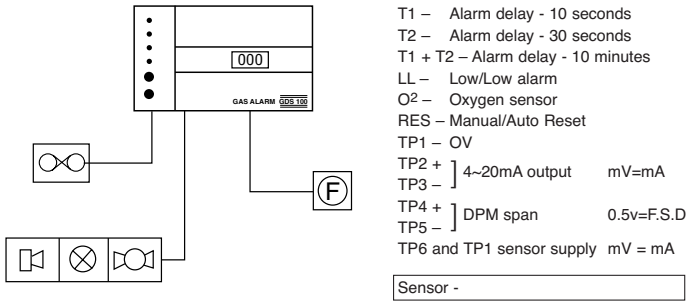 000
GAS ALARM GDS 100
F
T1 – Alarm delay - 10 seconds
T2 – Alarm delay - 30 seconds
T1 + T2 – Alarm delay - 10 minutes
LL – Low/Low alarm
O2 – Oxygen sensor
RES – Manual/Auto Reset
TP1 – OV
TP2 +
TP3 –
4~20mA output mV=mA
TP4 +
TP5 –
DPM span 0.5v=F.S.D
TP6 and TP1 sensor supply mV = mA
Sensor -